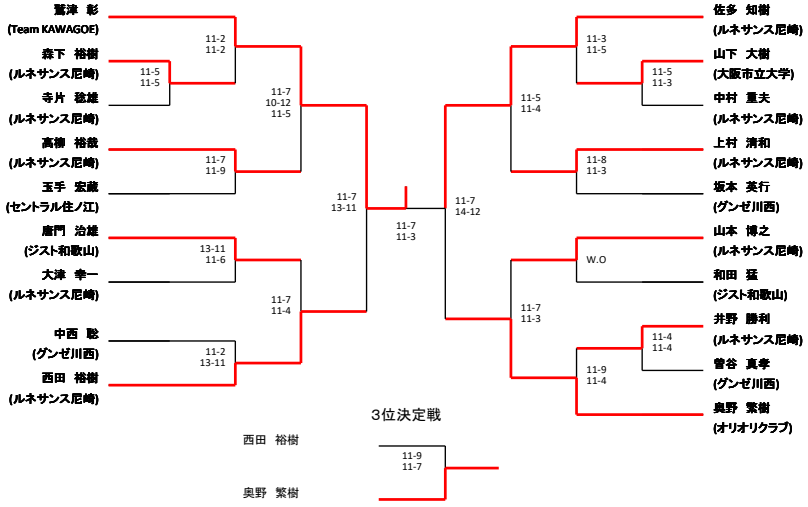 鷲津 彰
(Team KAWAGOE)
森下 裕樹
(ルネサンス尼崎)
寺片 稔雄
(ルネサンス尼崎)
高柳 裕哉
(ルネサンス尼崎)
玉手 宏蔵
(セントラル住ノ江)
唐門 治雄
(ジスト和歌山)
大津 幸一
(ルネサンス尼崎)
中西 聡
(グンゼ川西)
西田 裕樹
(ルネサンス尼崎)
11-5
11-5
11-2
11-2
11-7
11-9
13-11
11-6
11-2
13-11
11-7
10-12
11-5
11-7
11-4
11-7
13-11
11-7
11-3
11-7
14-12
11-5
11-4
11-7
11-3
11-3
11-5
11-8
11-3
W.O
11-9
11-4
11-5
11-3
11-4
11-4
佐多 知樹
(ルネサンス尼崎)
山下 大樹
(大阪市立大学)
中村 重夫
(ルネサンス尼崎)
上村 清和
(ルネサンス尼崎)
坂本 英行
(グンゼ川西)
山本 博之
(ルネサンス尼崎)
和田 猛
(ジスト和歌山)
井野 勝利
(ルネサンス尼崎)
曽谷 真孝
(グンゼ川西)
奥野 繁樹
(オリオリクラブ)
3位決定戦
西田 裕樹
11-9
11-7
奥野 繁樹